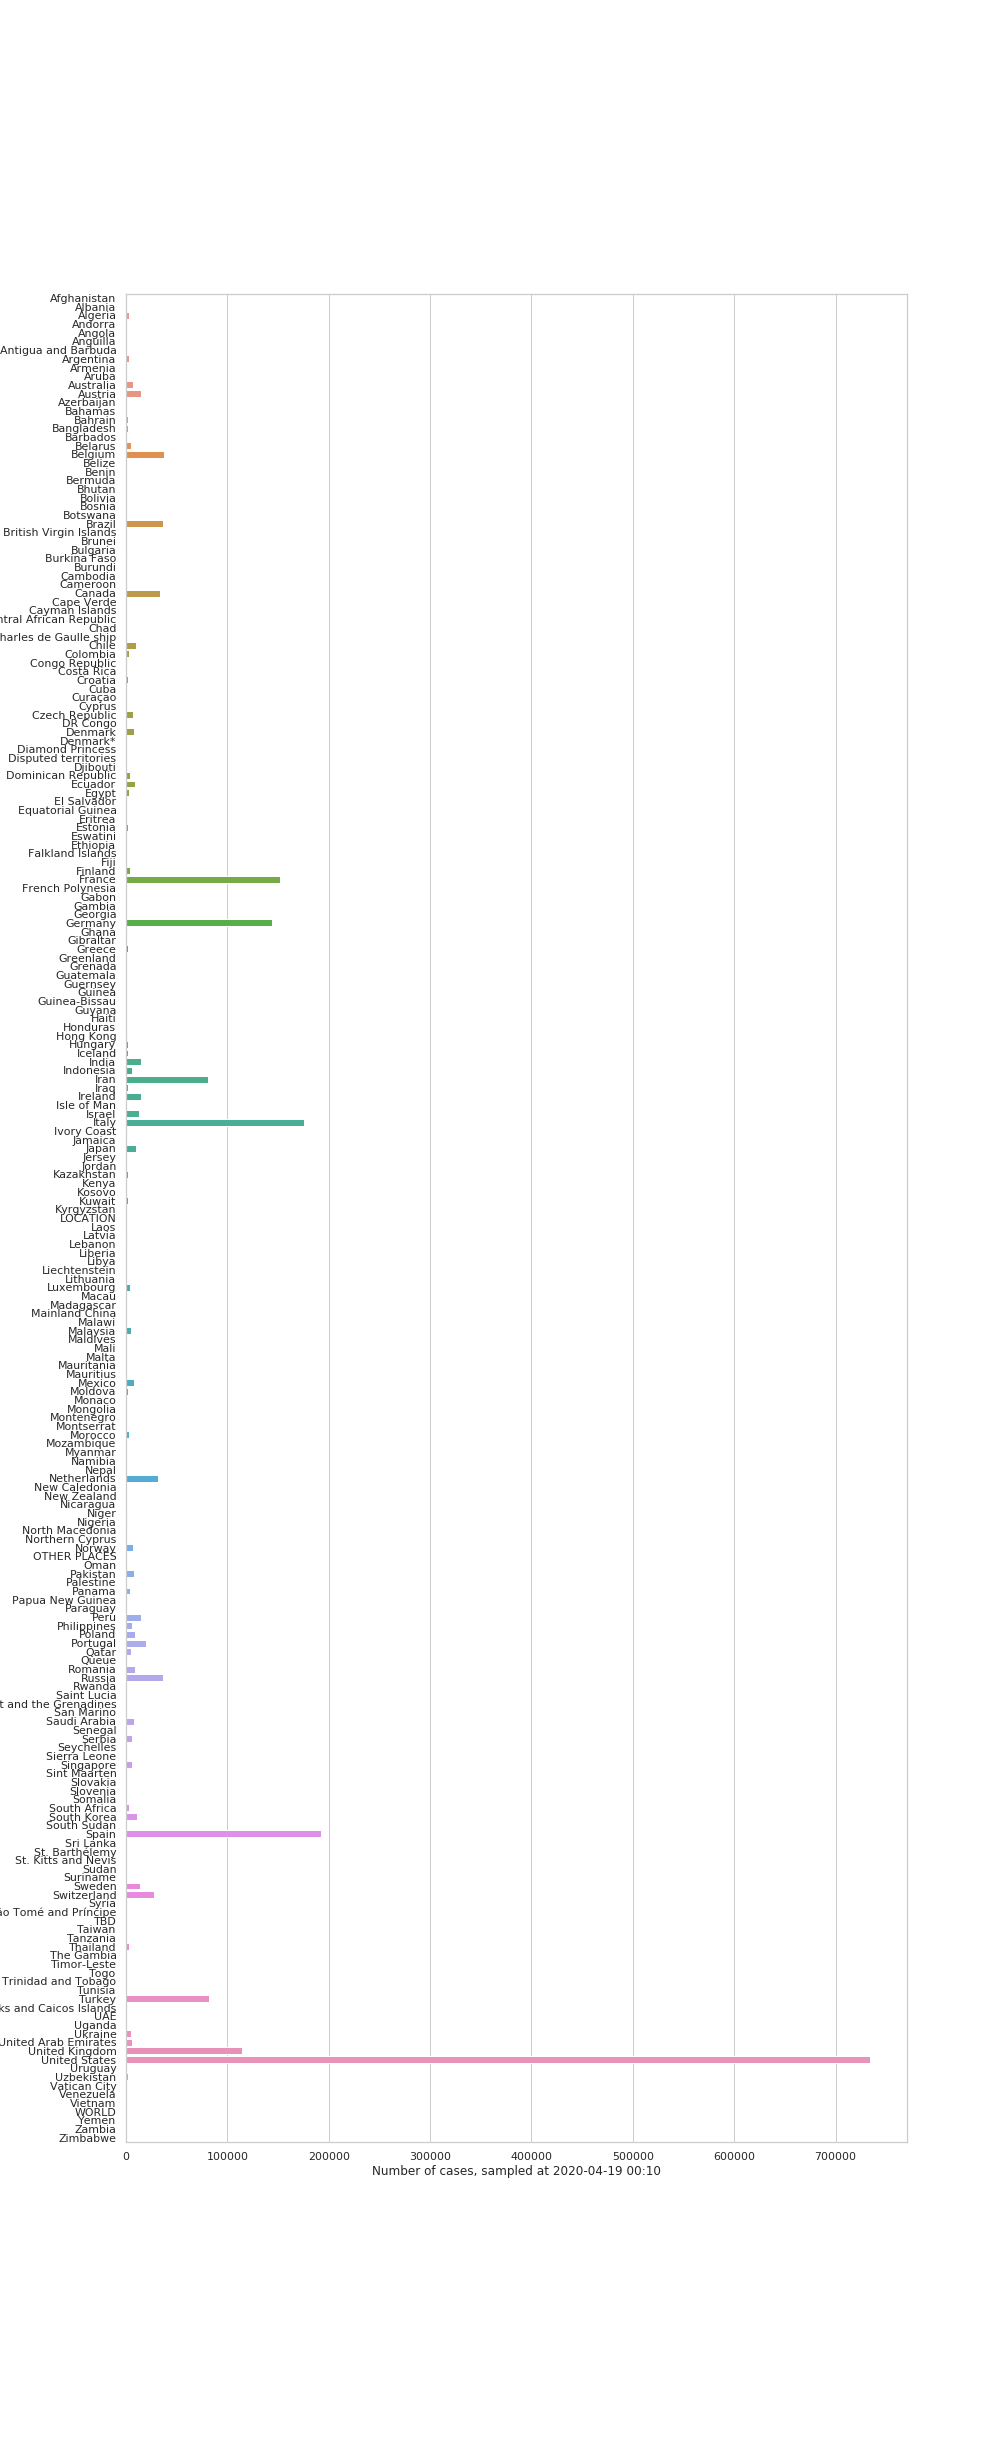 Afghanistan
Albania
Algeria
Andorra
Angola
Anguilla
Antigua and Barbuda
Argentina
Armenia
Aruba
Australia
Austria
Azerbaijan
Bahamas
Bahrain
Bangladesh
Barbados
Belarus
Belgium
Belize
Benin
Bermuda
Bhutan
Bolivia
Bosnia
Botswana
Brazil
British Virgin Islands
Brunei
Bulgaria
Burkina Faso
Burundi
Cambodia
Cameroon
Canada
Cape Verde
Cayman Islands
ntral African Republic
Chad
harles de Gaulle ship
Chile
Colombia
Congo Republic
Costa Rica
Croatia
Cuba
Curaçao
Cyprus
Czech Republic
DR Congo
Denmark
Denmark*
Diamond Princess
Disputed territories
Djibouti
Dominican Republic
Ecuador
Egypt
El Salvador
Equatorial Guinea
Eritrea
Estonia
Eswatini
Ethiopia
Falkland Islands
Fiji
Finland
France
French Polynesia
Gabon
Gambia
Georgia
Germany
Ghana
Gibraltar
Greece
Greenland
Grenada
Guatemala
Guernsey
Guinea
Guinea-Bissau
Guyana
Haiti
Honduras
Hong Kong
Hungary
Iceland
India
Indonesia
Iran
Iraq
Ireland
Isle of Man
Israel
Italy
Ivory Coast
Jamaica
Japan
Jersey
Jordan
Kazakhstan
Kenya
Kosovo
Kuwait
Kyrgyzstan
LOCATION
Laos
Latvia
Lebanon
Liberia
Libya
Liechtenstein
Lithuania
Luxembourg
Macau
Madagascar
Mainland China
Malawi
Malaysia
Maldives
Mali
Malta
Mauritania
Mauritius
Mexico
Moldova
Monaco
Mongolia
Montenegro
Montserrat
Morocco
Mozambique
Myanmar
Namibia
Nepal
Netherlands
New Caledonia
New Zealand
Nicaragua
Niger
Nigeria
North Macedonia
Northern Cyprus
Norway
OTHER PLACES
Oman
Pakistan
Palestine
Panama
Papua New Guinea
Paraguay
Peru
Philippines
Poland
Portugal
Qatar
Queue
Romania
Russia
Rwanda
Saint Lucia
t and the Grenadines
San Marino
Saudi Arabia
Senegal
Serbia
Seychelles
Sierra Leone
Singapore
Sint Maarten
Slovakia
Slovenia
Somalia
South Africa
South Korea
South Sudan
Spain
Sri Lanka
St. Barthélemy
St. Kitts and Nevis
Sudan
Suriname
Sweden
Switzerland
Syria
ão Tomé and Príncipe
TBD
Taiwan
Tanzania
Thailand
The Gambia
Timor-Leste
Togo
Trinidad and Tobago
Tunisia
Turkey
ks and Caicos Islands
UAE
Uganda
Ukraine
United Arab Emirates
United Kingdom
United States
Uruguay
Uzbekistan
Vatican City
Venezuela
Vietnam
WORLD
Yemen
Zambia
Zimbabwe
0 100000 200000 300000 400000 500000 600000 700000
Number of cases, sampled at 2020-04-19 00:10